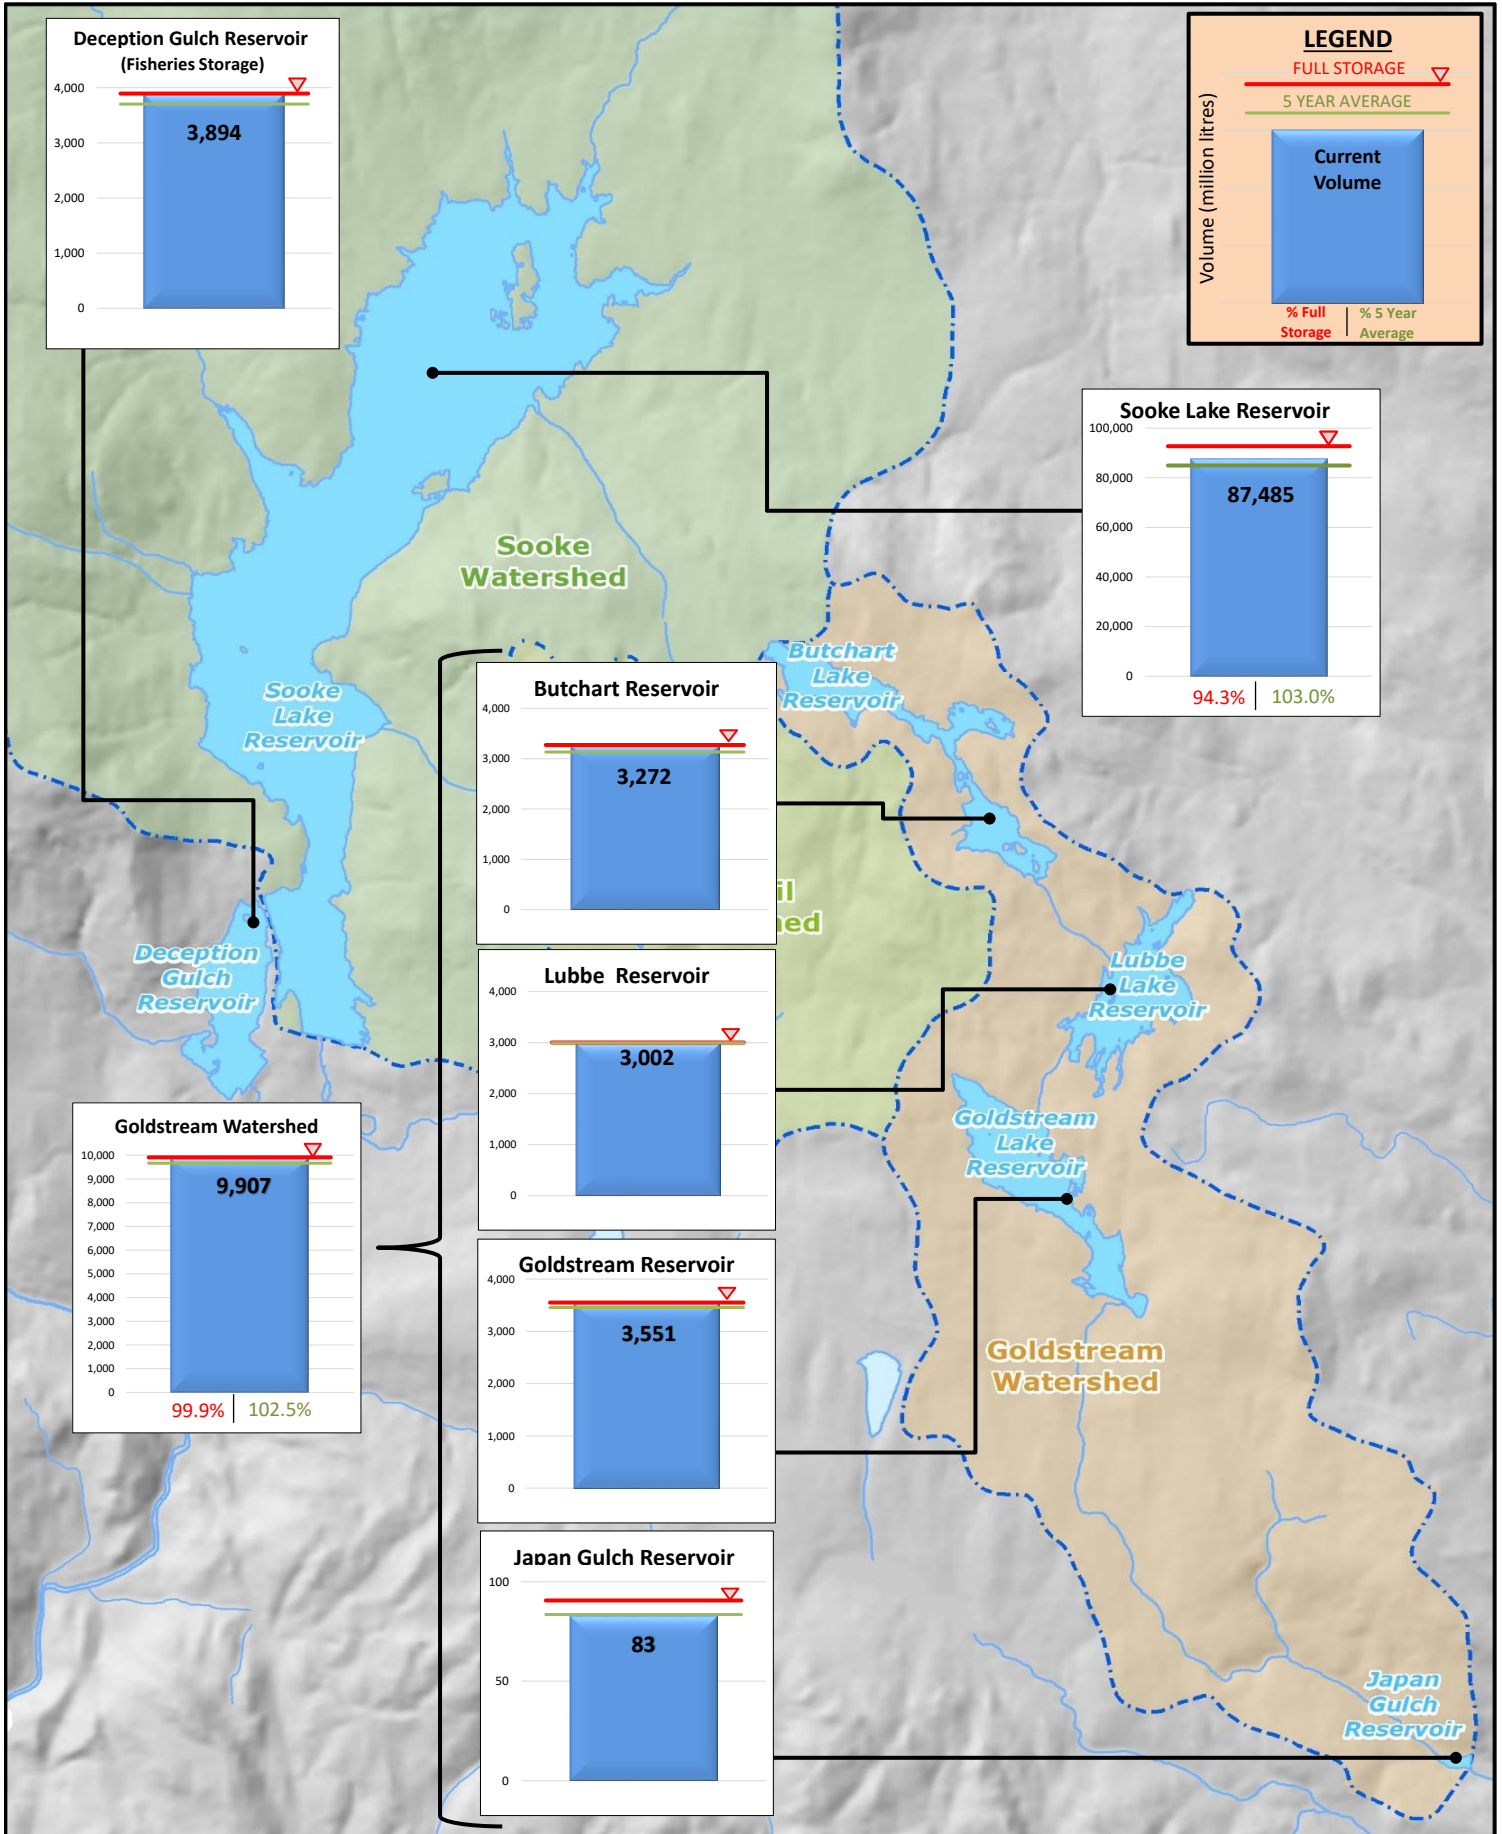 Deception Gulch Reservoir
(Fisheries Storage)
4,000
3,000
2,000
1,000
0
3,894
LEGEND
FULL STORAGE
5 YEAR AVERAGE
Volume (million litres)
Current
Volume
% Full
Storage
% 5 Year
Average
Sooke Lake Reservoir
100,000
80,000
60,000
40,000
20,000
0
87,485
94.3%
103.0%
Sooke
Watershed
Sooke
Lake
Reservoir
Butchart
Lake
Reservoir
Butchart Reservoir
4,000
3,000
2,000
1,000
0
3,272
il
ed
Deception
Gulch
Reservoir
Lubbe Reservoir
4,000
3,000
2,000
1,000
0
3,002
Lubbe
Lake
Reservoir
Goldstream
Lake
Reservoir
Goldstream Watershed
10,000
9,000
8,000
7,000
6,000
5,000
4,000
3,000
2,000
1,000
0
9,907
99.9%
102.5%
Goldstream Reservoir
4,000
3,000
2,000
1,000
0
3,551
Goldstream
Watershed
Japan Gulch Reservoir
100
50
0
83
Japan
Gulch
Reservoir